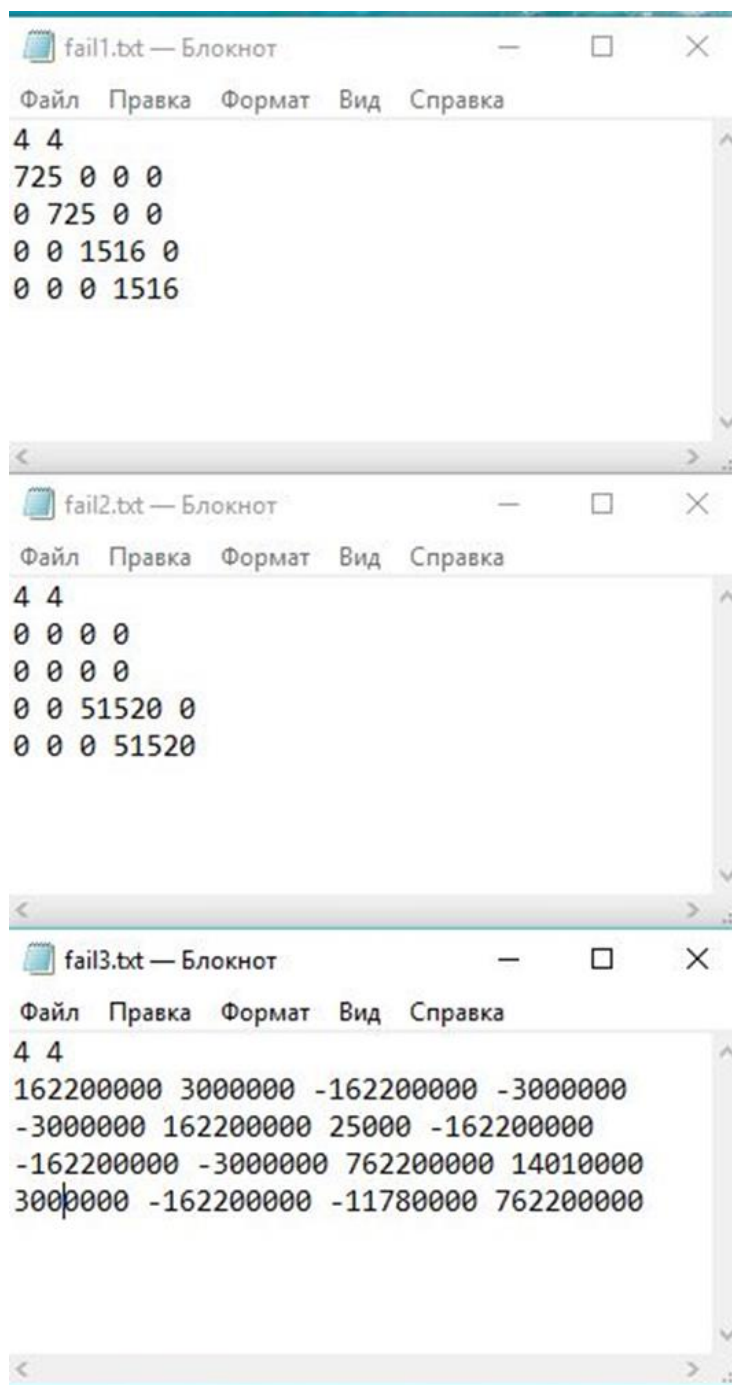 fail1.txt — Блокнот
Файл Правка Формат Вид Справка
4 4
725 0 0 0
0 725 0 0
0 0 1516 0
0 0 0 1516
fail2.txt — Блокнот
Файл Правка Формат Вид Справка
4 4
0 0 0 0
0 0 0 0
0 0 51520 0
0 0 0 51520
fail3.txt — Блокнот
Файл Правка Формат Вид Справка
4 4
162200000 3000000 -162200000 -3000000
-3000000 162200000 25000 -162200000
-162200000 -3000000 762200000 14010000
3000000 -162200000 -11780000 762200000